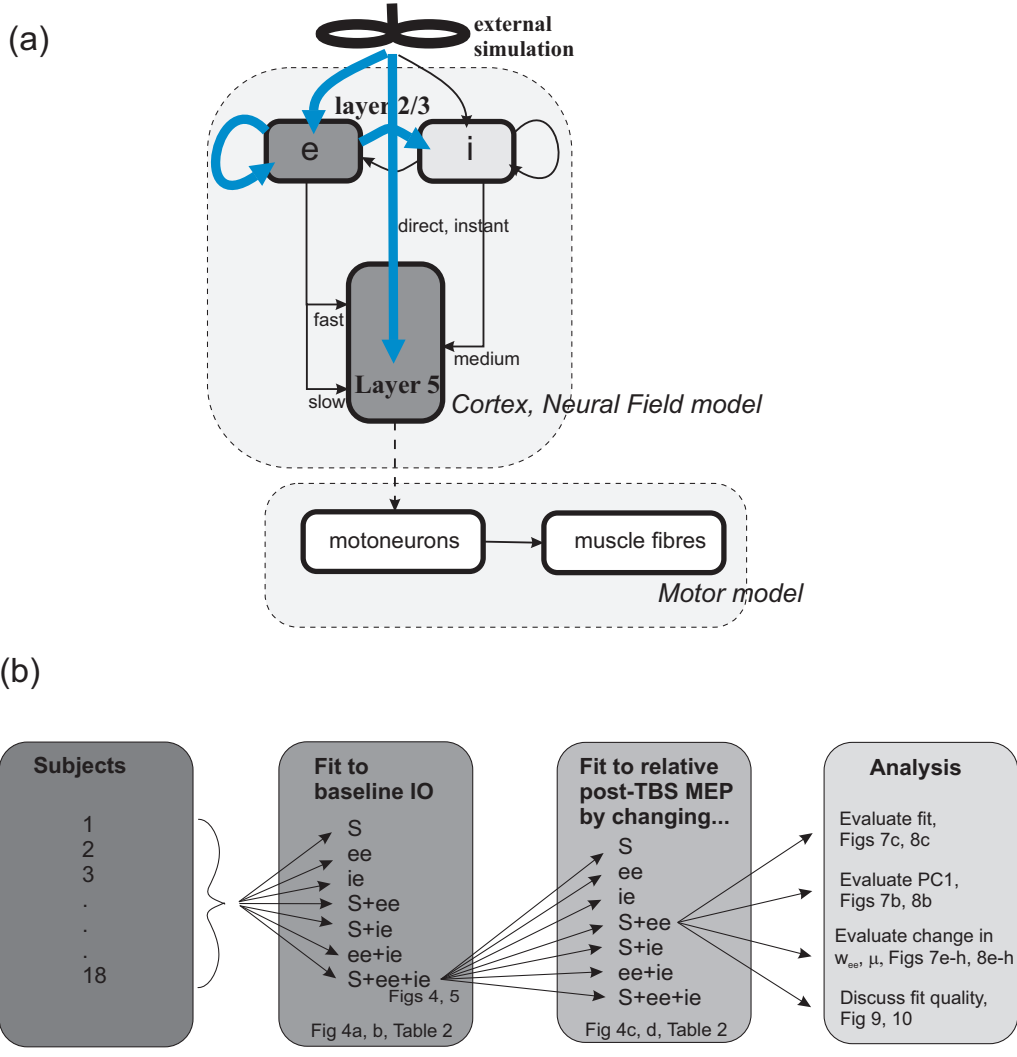 (a)
external
simulation
layer 2/3
e
i
direct, instant
fast
medium
slow
Layer 5
Cortex, Neural Field model
motoneurons
muscle fibres
Motor model
(b)
Subjects
1
2
3
.
.
.
18
Fit to
baseline IO
S
ee
ie
S+ee
S+ie
ee+ie
S+ee+ie
Figs 4, 5
Fig 4a, b, Table 2
Fit to relative
post-TBS MEP
by changing...
S
ee
ie
S+ee
S+ie
ee+ie
S+ee+ie
Fig 4c, d, Table 2
Analysis
Evaluate fit,
Figs 7c, 8c
Evaluate PC1,
Figs 7b, 8b
Evaluate change in
wee, μ, Figs 7e-h, 8e-h
Discuss fit quality,
Fig 9, 10